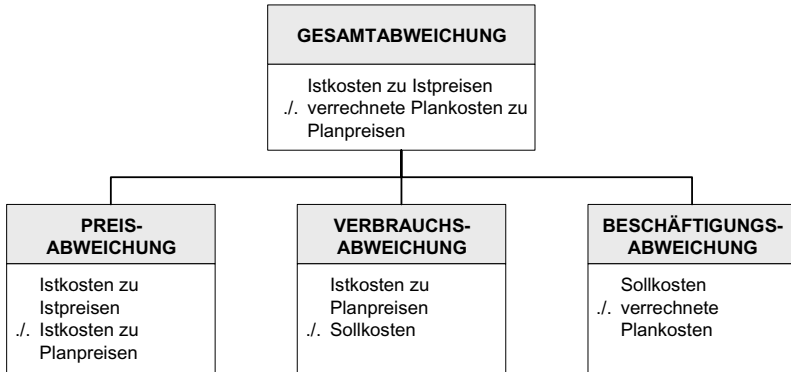 GESAMTABWEICHUNG
Istkosten zu Istpreisen
./. verrechnete Plankosten zu
Planpreisen
PREIS-
ABWEICHUNG
Istkosten zu
Istpreisen
./. Istkosten zu
Planpreisen
VERBRAUCHS-
ABWEICHUNG
Istkosten zu
Planpreisen
./. Sollkosten
BESCHÄFTIGUNGS-
ABWEICHUNG
Sollkosten
./. verrechnete
Plankosten